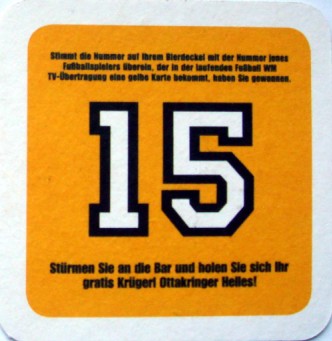 Stimmt die Nummer auf Ihrem Bierdeckel mit der Nummer jenes
Fußballspielers überein, der in der laufenden Fußball WM
TV-Übertragung eine gelbe Karte bekommt, haben Sie gewonnen.
15
Stürmen Sie an die Bar und holen Sie sich Ihr
gratis Krügerl Ottakringer Helles!